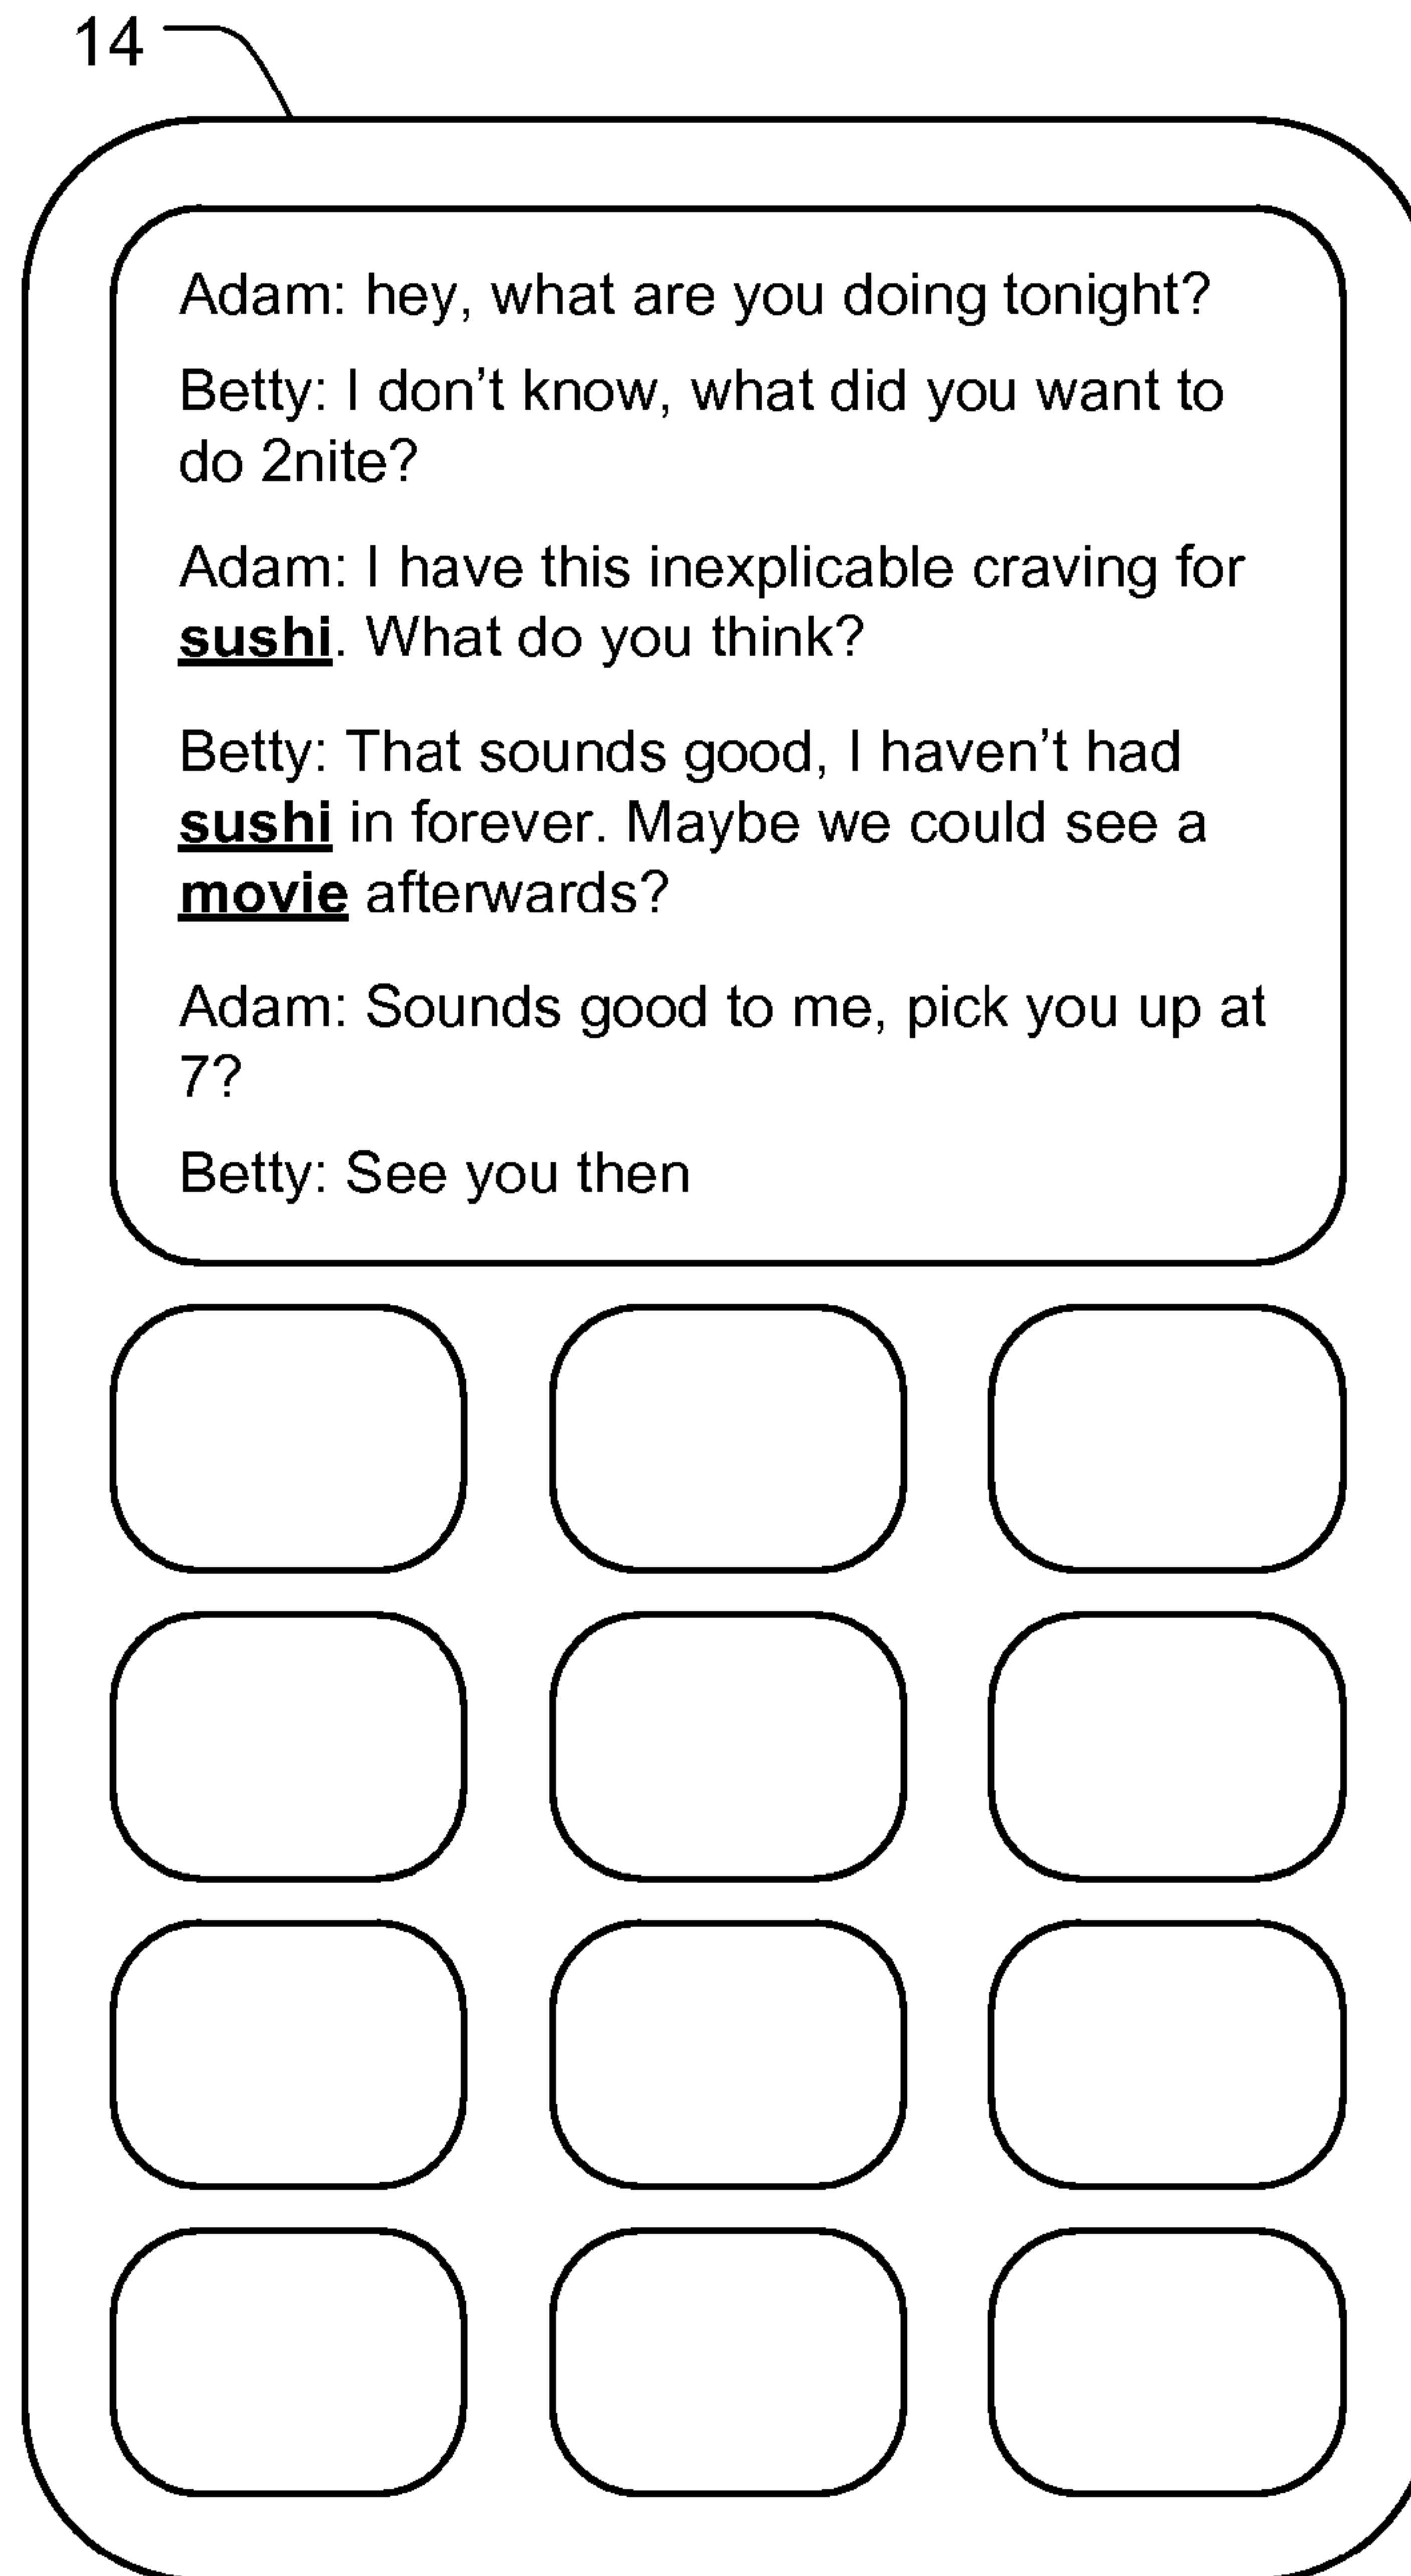 14
Adam: hey, what are you doing tonight?
Betty: I don’t know, what did you want to
do 2nite?
Adam: I have this inexplicable craving for
sushi. What do you think?
Betty: That sounds good, I haven’t had
sushi in forever. Maybe we could see a
movie afterwards?
Adam: Sounds good to me, pick you up at
7?
Betty: See you then